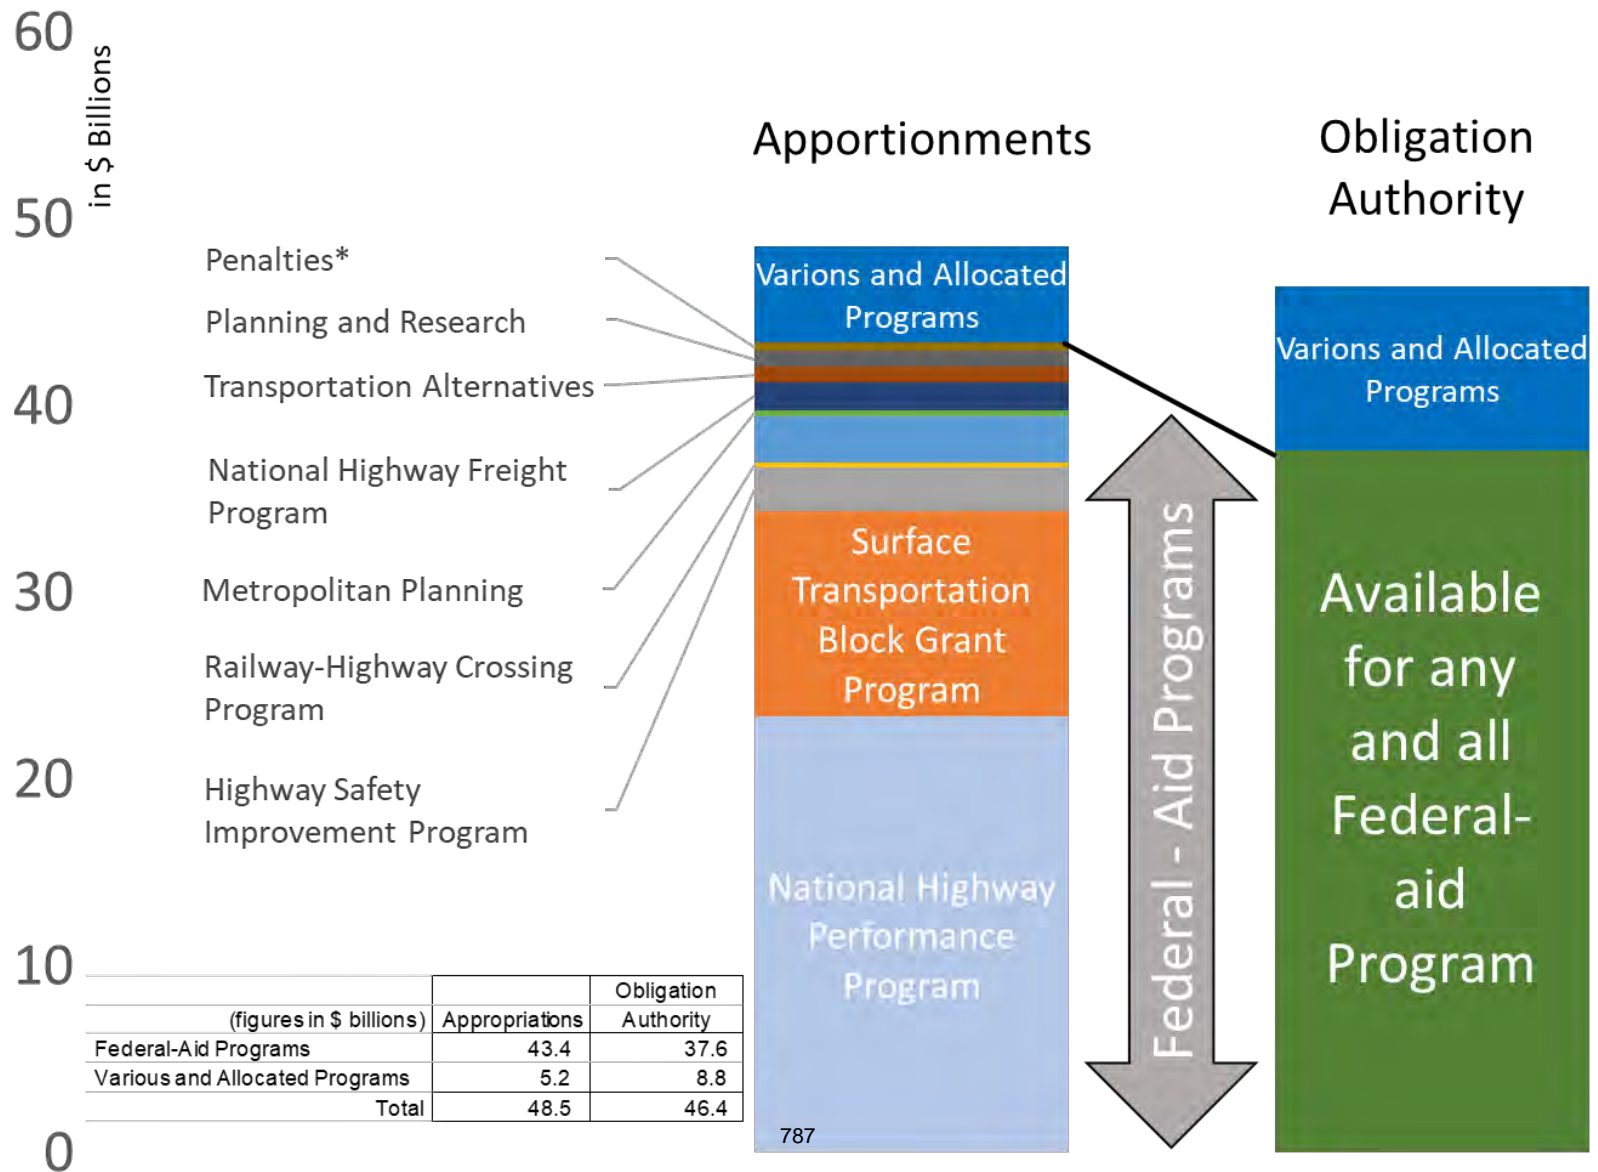 60
in $ Billions
50
40
30
20
10
0
Apportionments
Obligation
Authority
Penalties*
Planning and Research
Transportation Alternatives
National Highway Freight
Program
Metropolitan Planning
Railway-Highway Crossing
Program
Highway Safety
Improvement Program
Varions and Allocated
Programs
Surface
Transportation
Block Grant
Program
National Highway
Performance
Program
787
Federal - Aid Programs
Varions and Allocated
Programs
Available
for any
and all
Federal-
aid
Program
Obligation
(figures in $ billions) Appropriations Authority
Federal-Aid Programs 43.4 37.6
Various and Allocated Programs 5.2 8.8
Total 48.5 46.4